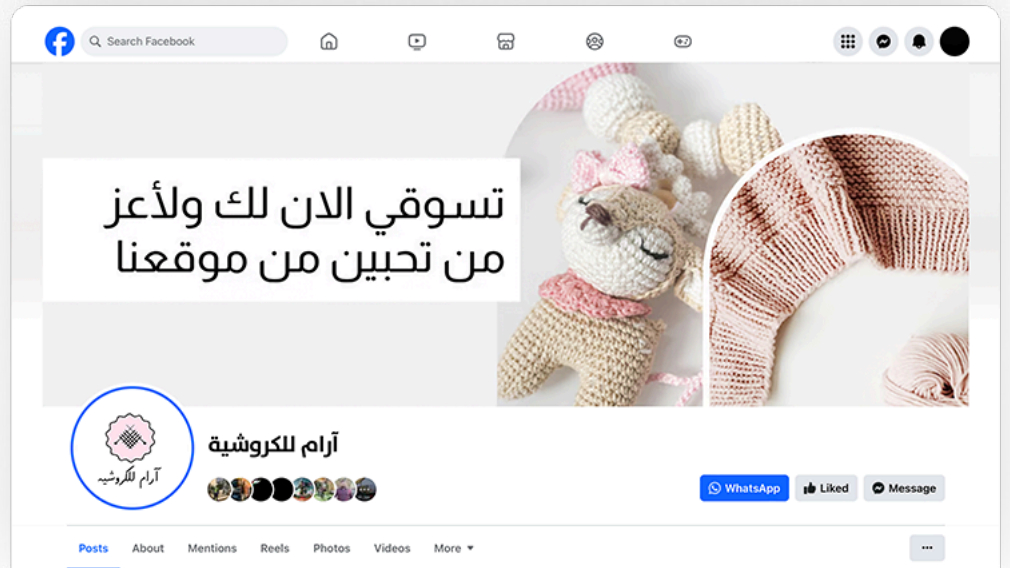 Search Facebook
تسوقي الان لك ولأعز
من تحبين من موقعنا
آرام للكروشيه
آرام للكروشية
WhatsApp
Liked
Message
Posts
About
Mentions
Reels
Photos
Videos
More